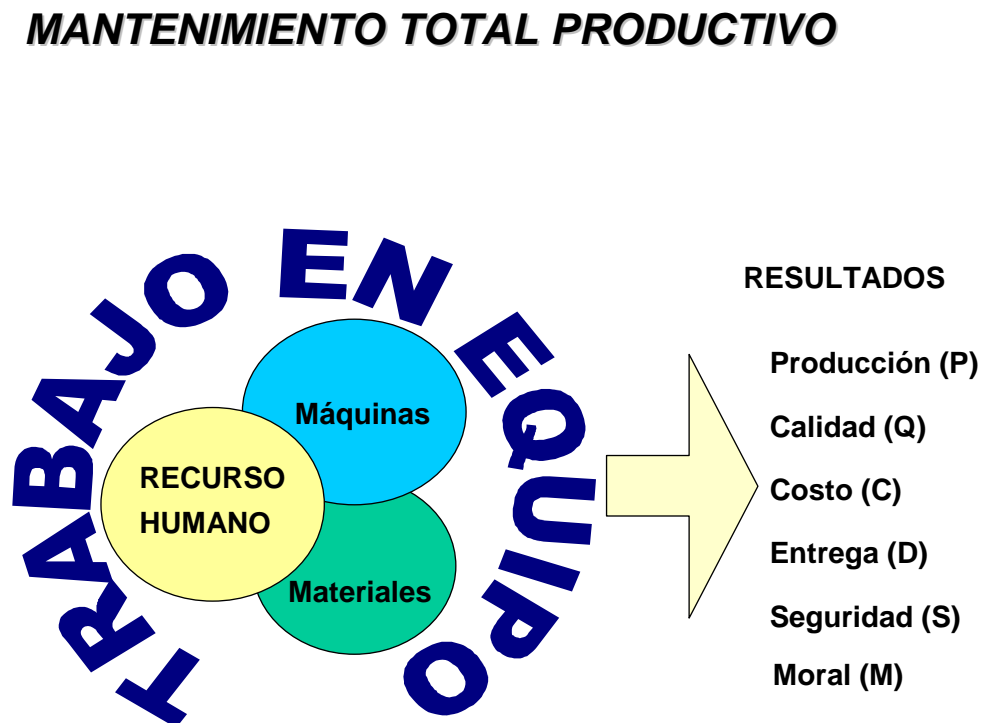 MANTENIMIENTO TOTAL PRODUCTIVO
TRABAJO EN EQUIPO
Máquinas
RECURSO
HUMANO
Materiales
RESULTADOS
Producción (P)
Calidad (Q)
Costo (C)
Entrega (D)
Seguridad (S)
Moral (M)